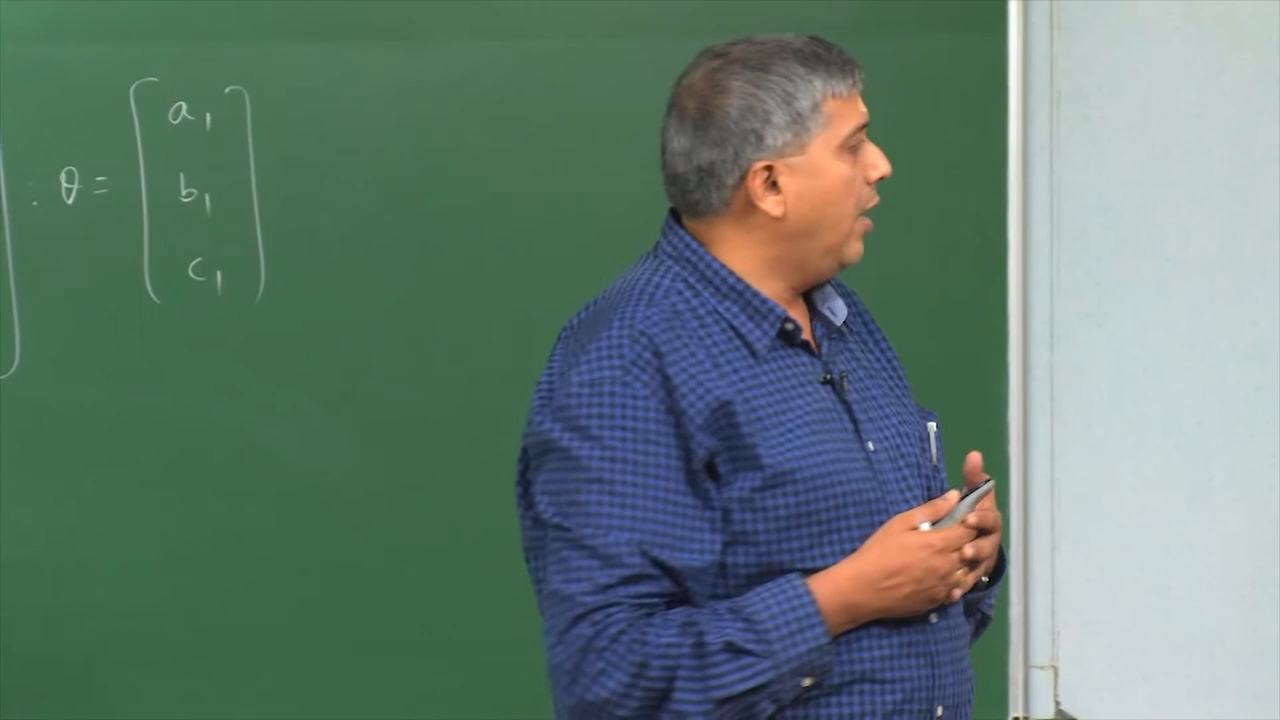 ; θ = [ a₁
b₁
c₁ ]